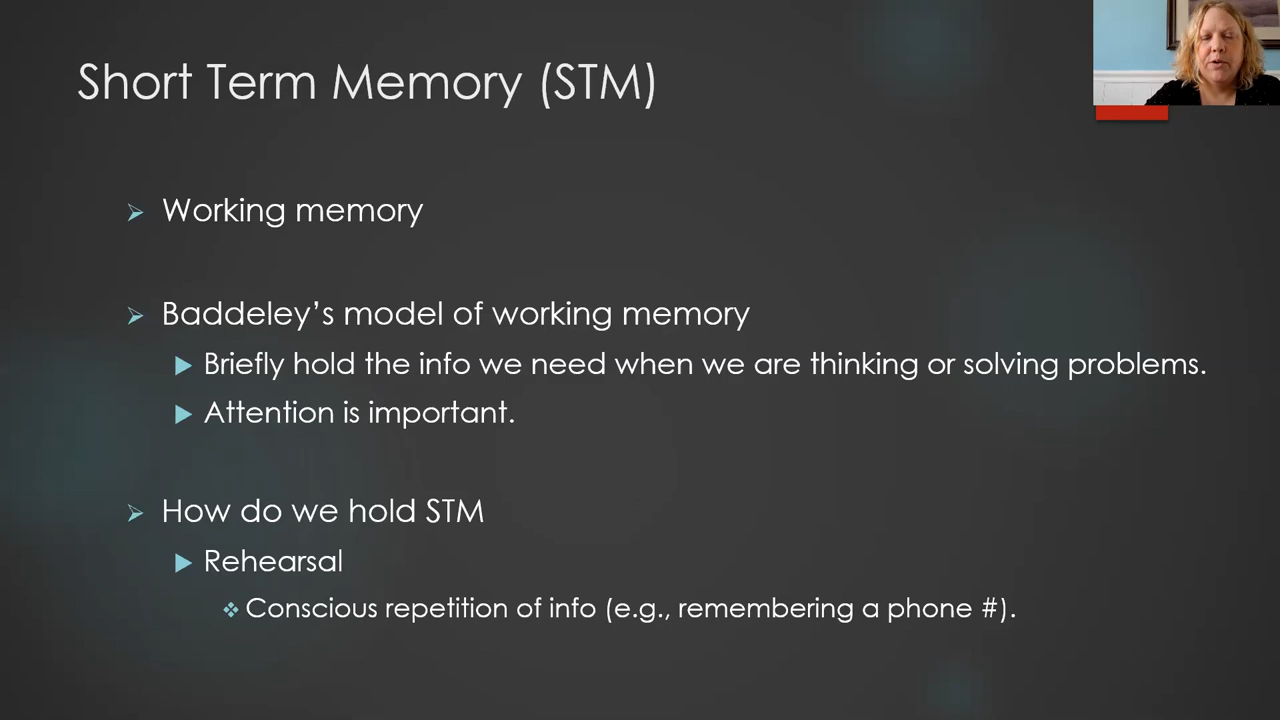 Short Term Memory (STM)
Working memory
Baddeley’s model of working memory
Briefly hold the info we need when we are thinking or solving problems.
Attention is important.
How do we hold STM
Rehearsal
Conscious repetition of info (e.g., remembering a phone #).